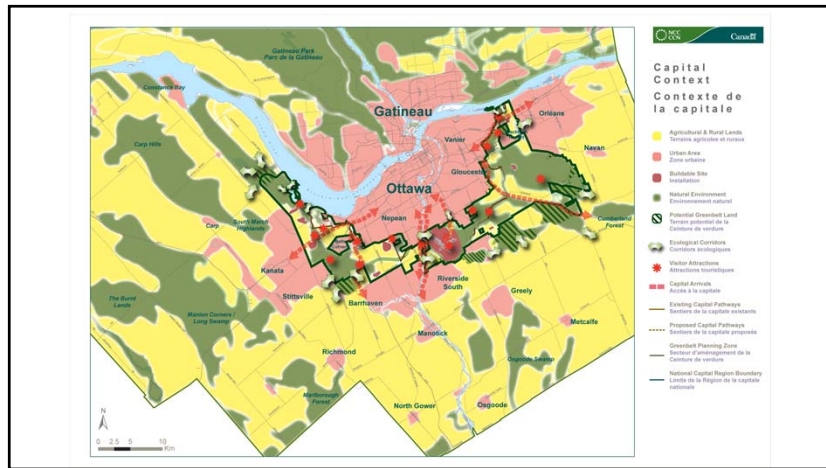 NCC
CCN
Canada
Capital
Context
Contexte de
la capitale
Agricultural & Rural Lands
Terrains agricoles et ruraux
Urban Area
Zone urbaine
Buildable Site
Installation
Natural Environment
Environnement naturel
Potential Greenbelt Land
Terrain potentiel de la
Ceinture de verdure
Ecological Corridors
Corridors écologiques
Visitor Attractions
Attractions touristiques
Capital Arrivals
Accès à la capitale
Existing Capital Pathways
Sentiers de la capitale existants
Proposed Capital Pathways
Sentiers de la capitale proposés
Greenbelt Planning Zone
Secteur d'aménagement de la
Ceinture de verdure
National Capital Region Boundary
Limite de la Région de la capitale
nationale
Gatineau Park
Parc de la Gatineau
Constance Bay
Gatineau
Orléans
Vanier
Navan
Carp Hills
Gloucester
Ottawa
Nepean
South March
Highlands
Cumberland
Forest
Carp
Kanata
Riverside
South
Stittsville
Barrhaven
Greely
The Burnt
Lands
Manion Corners /
Long Swamp
Manotick
Metcalfe
Richmond
Osgoode Swamp
Marlborough
Forest
North Gower
Osgoode
N
0 2.5 5 10
Km